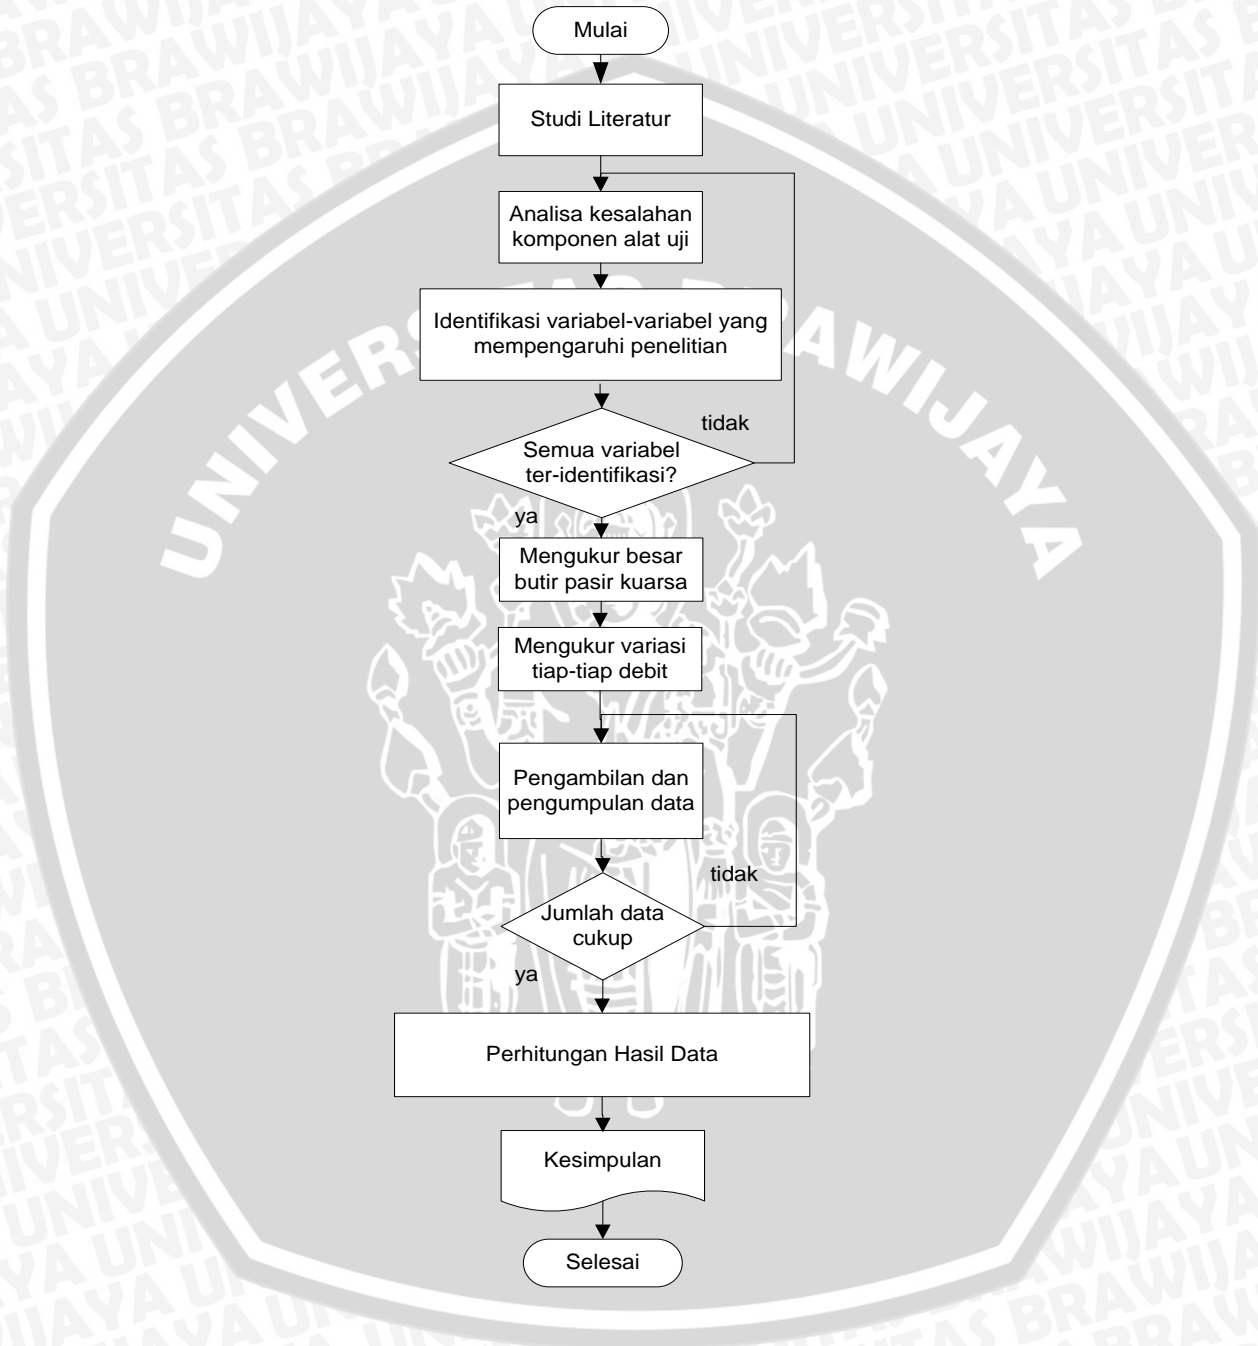 Mulai
Studi Literatur
Analisa kesalahan
komponen alat uji
Identifikasi variabel-variabel yang
mempengaruhi penelitian
tidak
Semua variabel
ter-identifikasi?
ya
Mengukur besar
butir pasir kuarsa
Mengukur variasi
tiap-tiap debit
Pengambilan dan
pengumpulan data
tidak
Jumlah data
cukup
ya
Perhitungan Hasil Data
Kesimpulan
Selesai